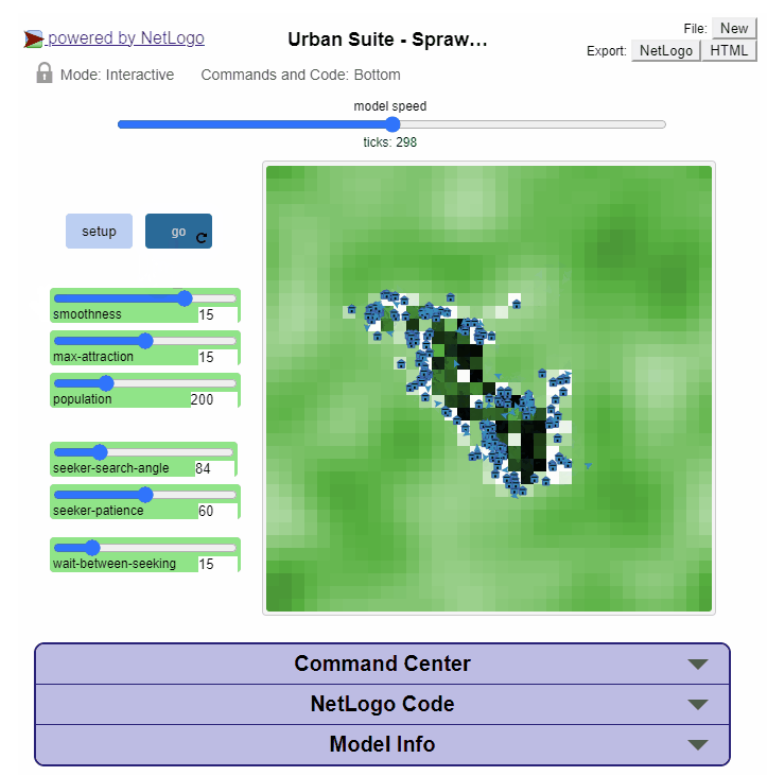 powered by NetLogo
Urban Suite - Spraw...
File: New
Export: NetLogo HTML
Mode: Interactive
Commands and Code: Bottom
model speed
ticks: 298
setup
go
smoothness 15
max-attraction 15
population 200
seeker-search-angle 84
seeker-patience 60
wait-between-seeking 15
Command Center
NetLogo Code
Model Info